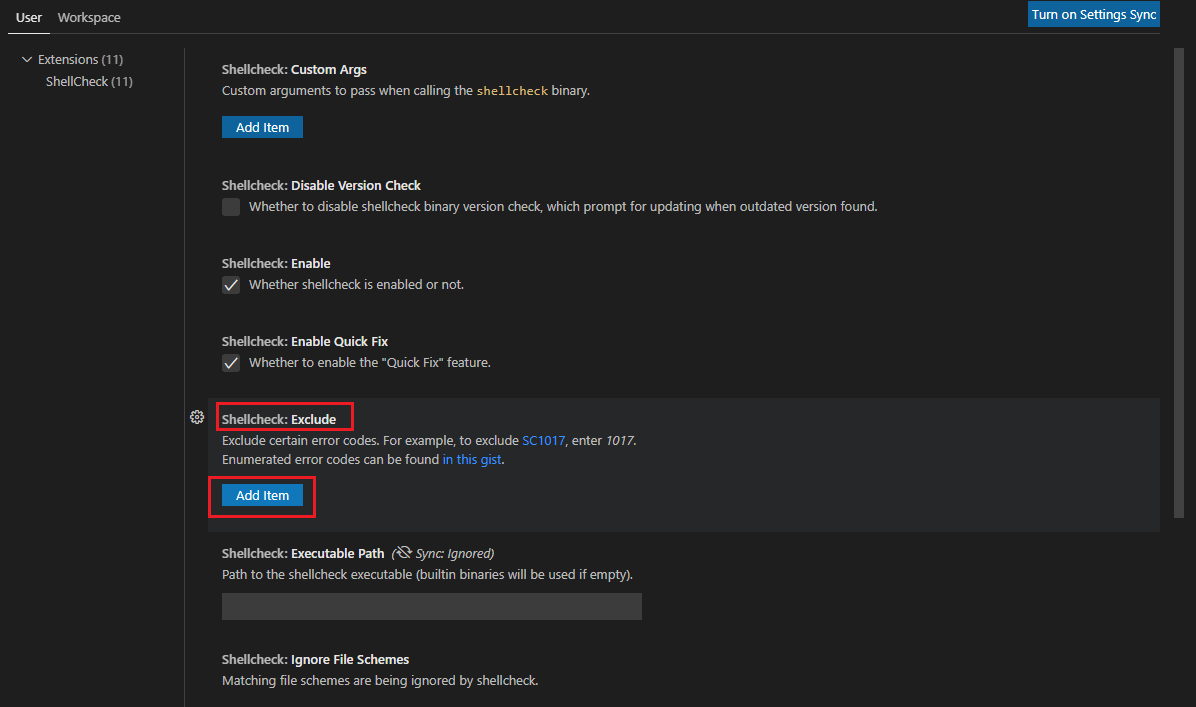 User Workspace
Turn on Settings Sync
Extensions (11)
ShellCheck (11)
Shellcheck: Custom Args
Custom arguments to pass when calling the shellcheck binary.
Add Item
Shellcheck: Disable Version Check
Whether to disable shellcheck binary version check, which prompt for updating when outdated version found.
Shellcheck: Enable
Whether shellcheck is enabled or not.
Shellcheck: Enable Quick Fix
Whether to enable the "Quick Fix" feature.
Shellcheck: Exclude
Exclude certain error codes. For example, to exclude SC1017, enter 1017.
Enumerated error codes can be found in this gist.
Add Item
Shellcheck: Executable Path (Sync: Ignored)
Path to the shellcheck executable (builtin binaries will be used if empty).
Shellcheck: Ignore File Schemes
Matching file schemes are being ignored by shellcheck.